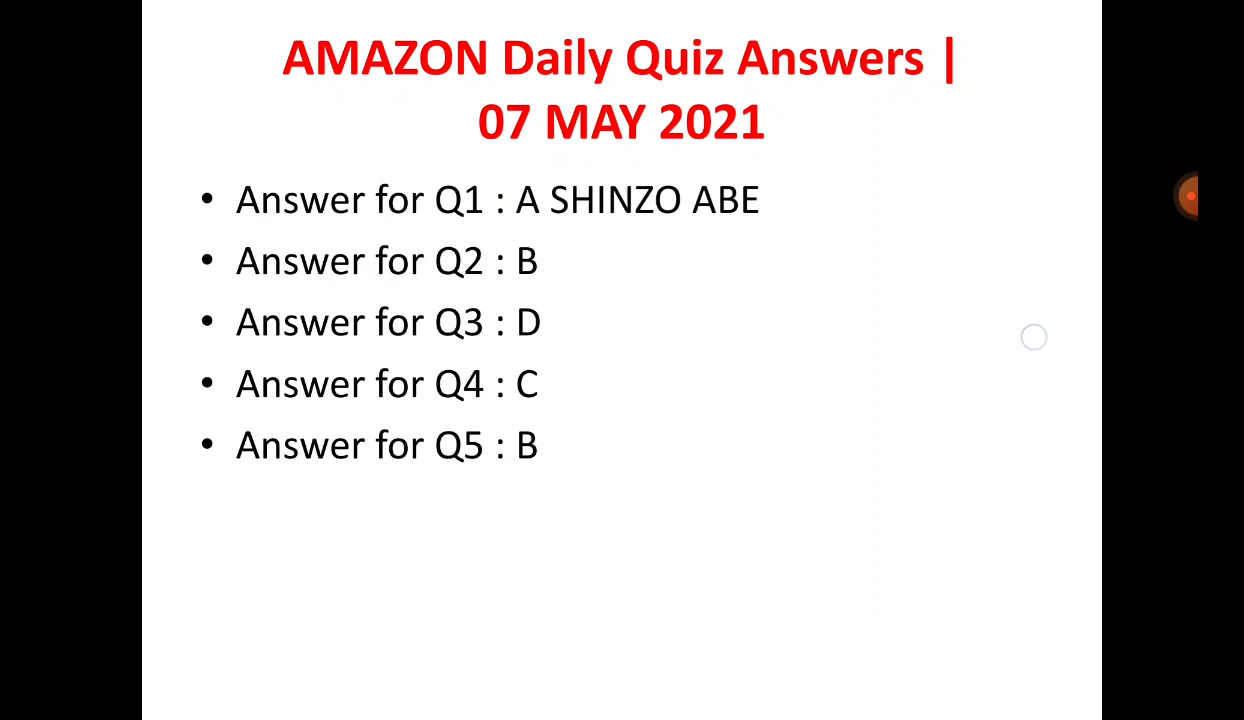 AMAZON Daily Quiz Answers |
07 MAY 2021
• Answer for Q1 : A SHINZO ABE
• Answer for Q2 : B
• Answer for Q3 : D
• Answer for Q4 : C
• Answer for Q5 : B